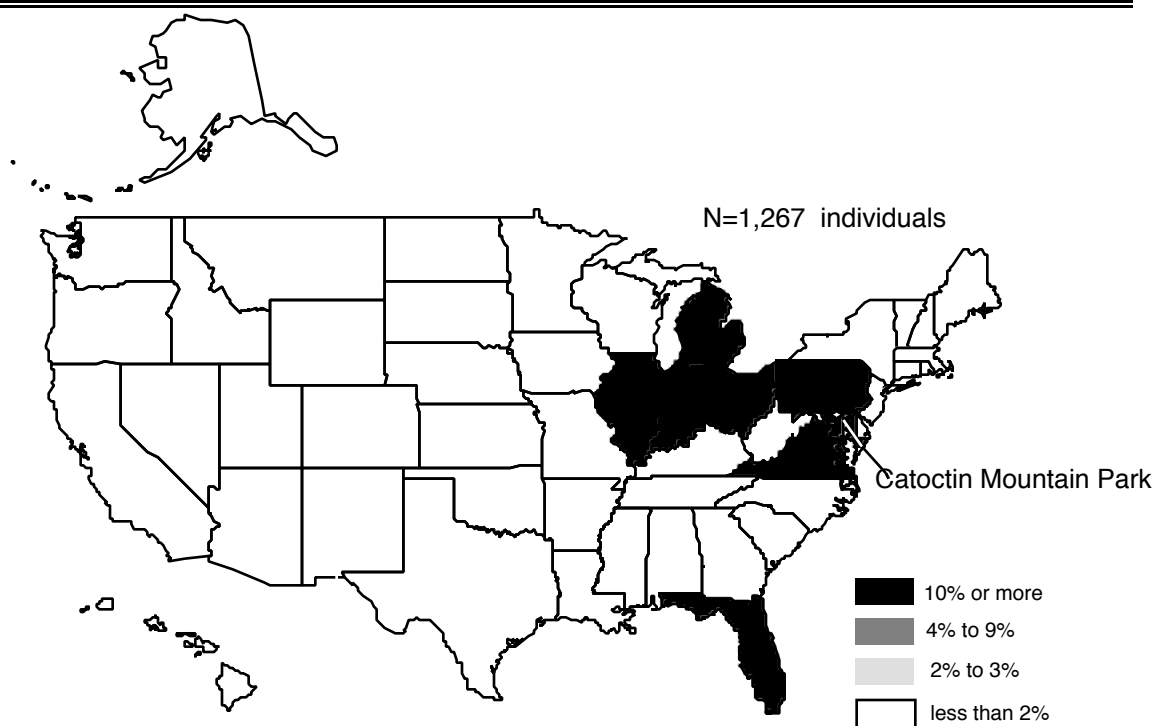 N=1,267 individuals
Catoctin Mountain Park
10% or more
4% to 9%
2% to 3%
less than 2%